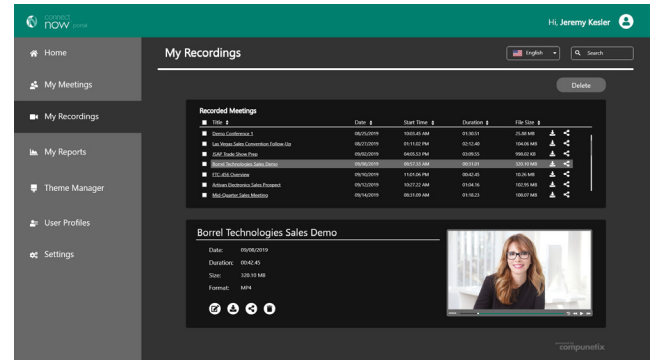 connect
now portal
Hi, Jeremy Kesler
Home
My Meetings
My Recordings
My Reports
Theme Manager
User Profiles
Settings
My Recordings
English
Search
Delete
Recorded Meetings
Title Date Start Time Duration File Size
Demo Conference 1 08/25/2019 10:03.45 AM 01:30.51 25.88 MB
Las Vegas Sales Convention Follow-Up 08/27/2019 01:11.02 PM 02:12.40 104.06 MB
JSAP Trade Show Prep 09/02/2019 04:05.55 PM 03:09.55 998.02 KB
Borrel Technologies Sales Demo 09/08/2019 08:57.33 AM 00:31.01 320.10 MB
FTC-456 Overview 09/10/2019 11:01.06 PM 00:42.45 10.26 MB
Artisan Electronics Sales Prospect 09/12/2019 10:27.22 AM 01:04.16 102.95 MB
Mid-Quarter Sales Meeting 09/14/2019 08:31.09 AM 01:18.23 108.07 MB
Borrel Technologies Sales Demo
Date: 09/08/2019
Duration: 00:42.45
Size: 320.10 MB
Format: MP4
compunetix